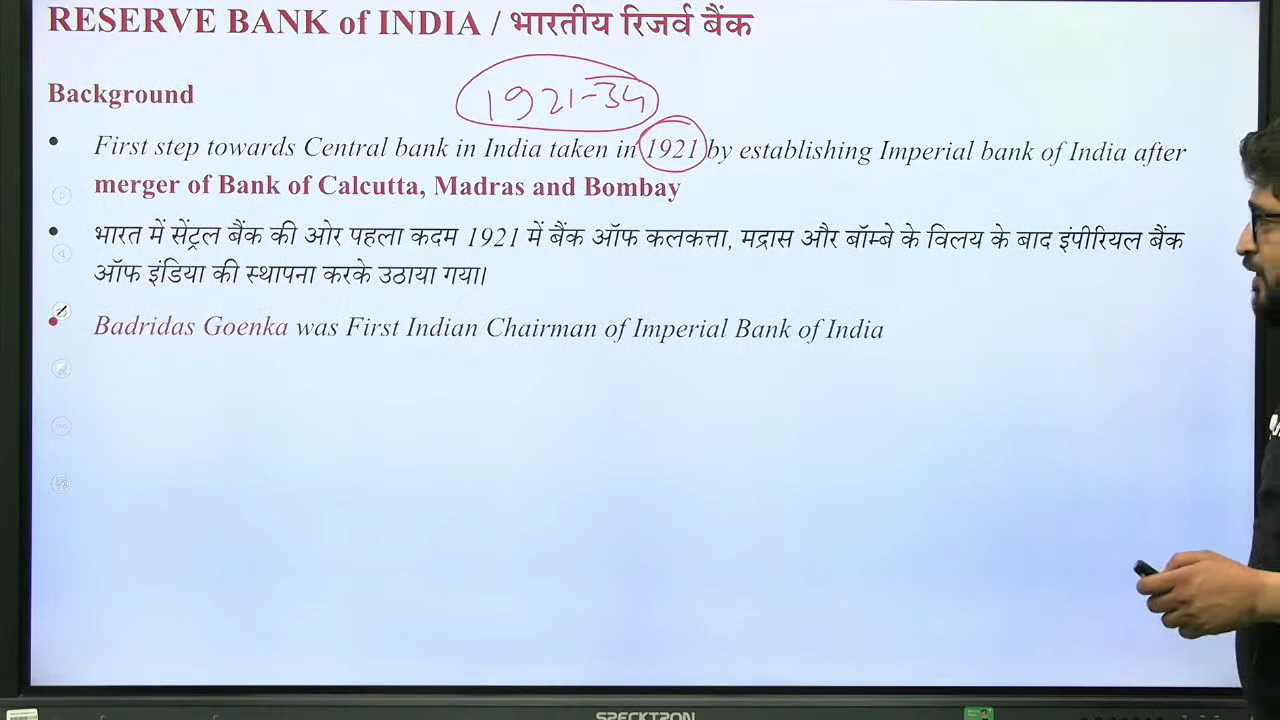 RESERVE BANK of INDIA / भारतीय रिजर्व बैंक
1921-34
Background
First step towards Central bank in India taken in 1921 by establishing Imperial bank of India after
merger of Bank of Calcutta, Madras and Bombay
भारत में सेंट्रल बैंक की ओर पहला कदम 1921 में बैंक ऑफ कलकत्ता, मद्रास और बॉम्बे के विलय के बाद इंपीरियल बैंक
ऑफ इंडिया की स्थापना करके उठाया गया।
Badridas Goenka was First Indian Chairman of Imperial Bank of India
SPECKTRON